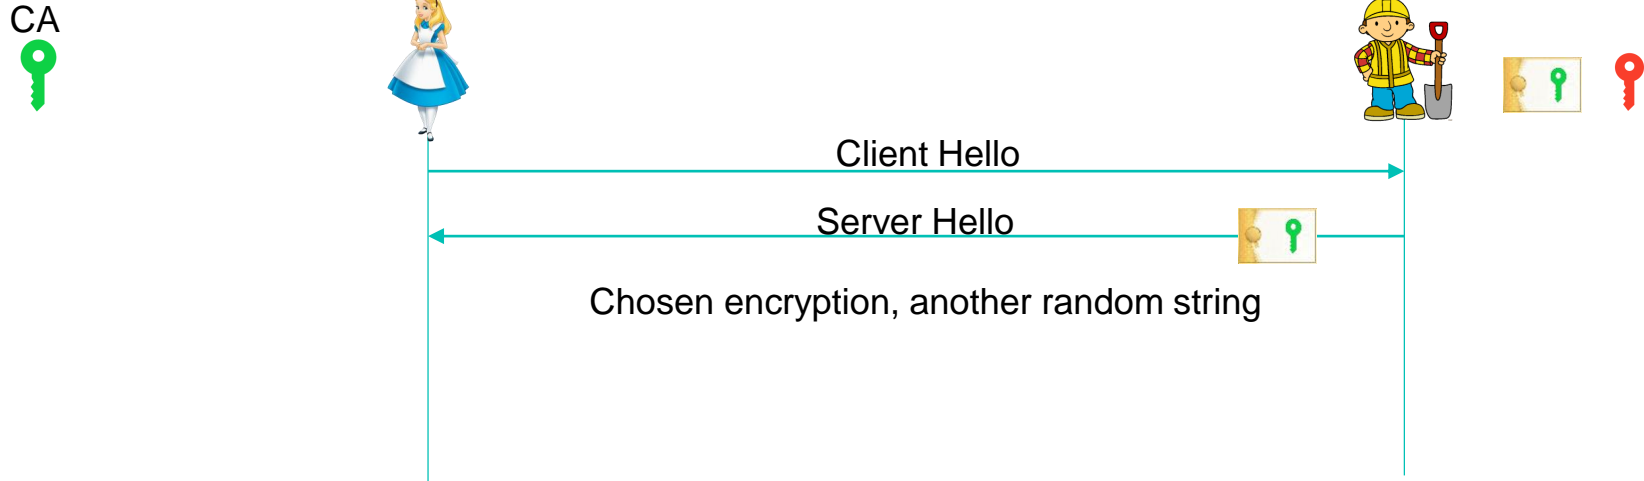 CA
Client Hello
Server Hello
Chosen encryption, another random string